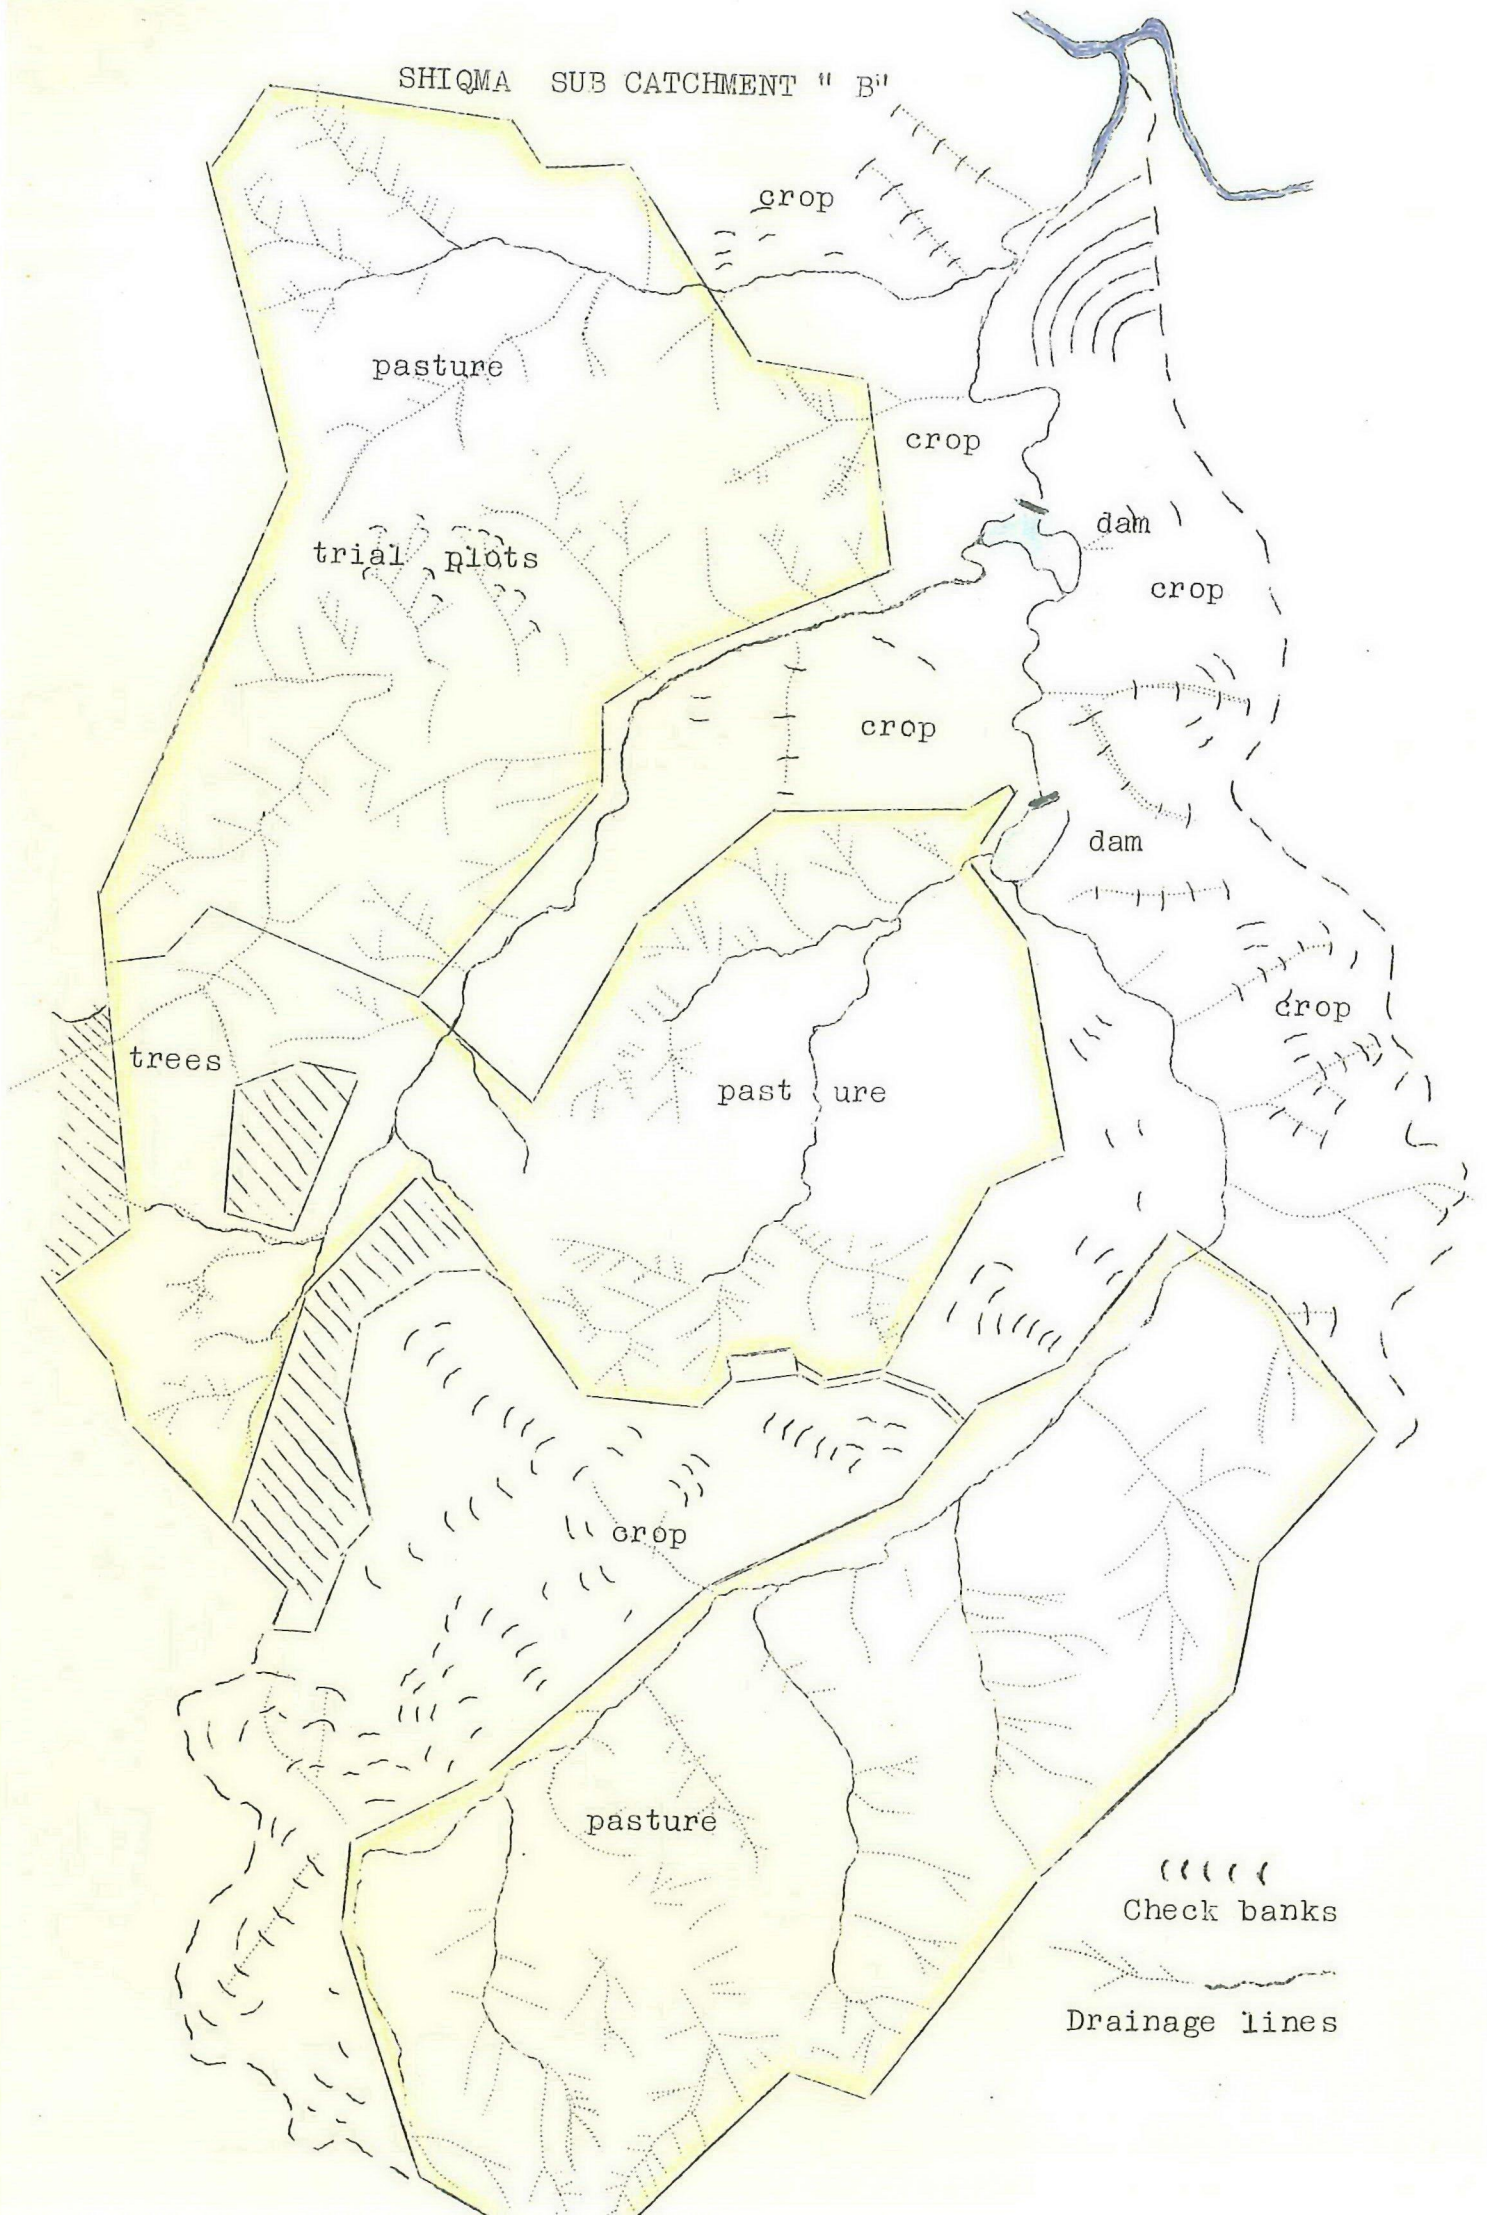 SHIQMA SUB CATCHMENT " B"
crop
pasture
crop
dam
trial plots
crop
crop
dam
crop
trees
past ure
crop
pasture
Check banks
Drainage lines